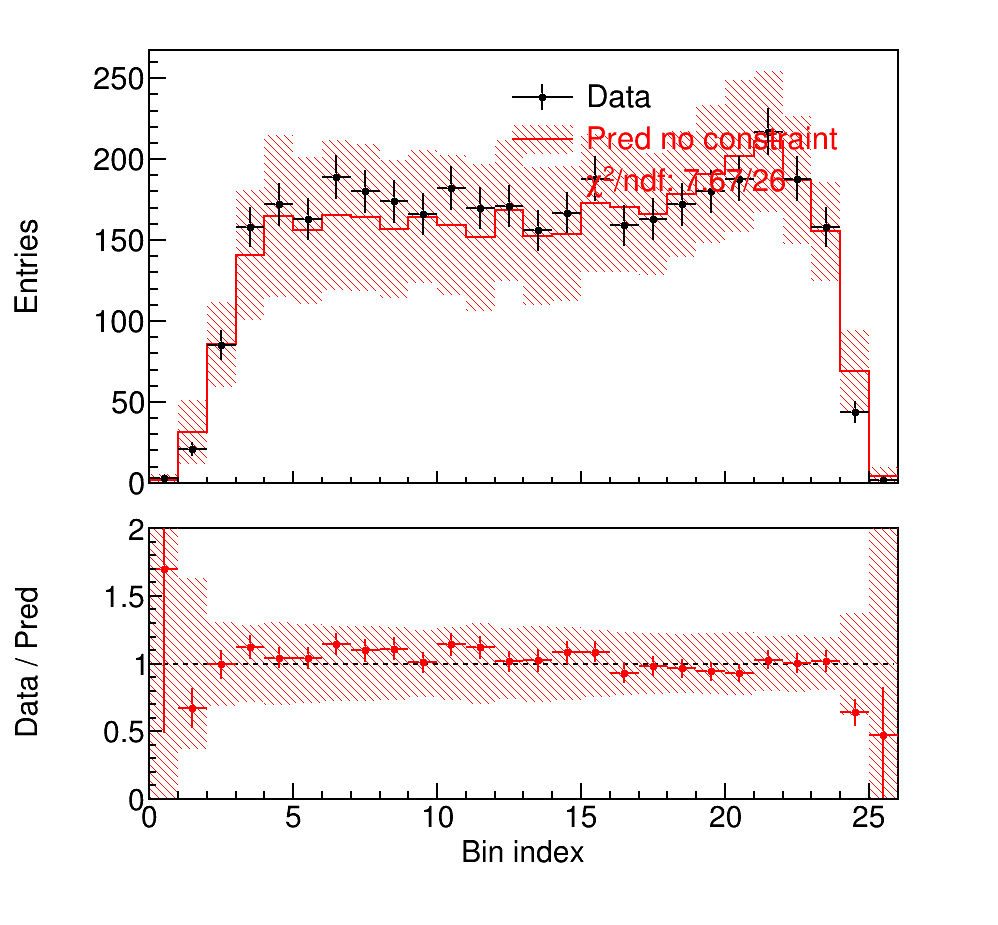 250
200
150
100
50
0
Entries
Data
Pred no constraint
χ²/ndf: 7.67/26
2
1.5
1
0.5
0
Data / Pred
0 5 10 15 20 25
Bin index